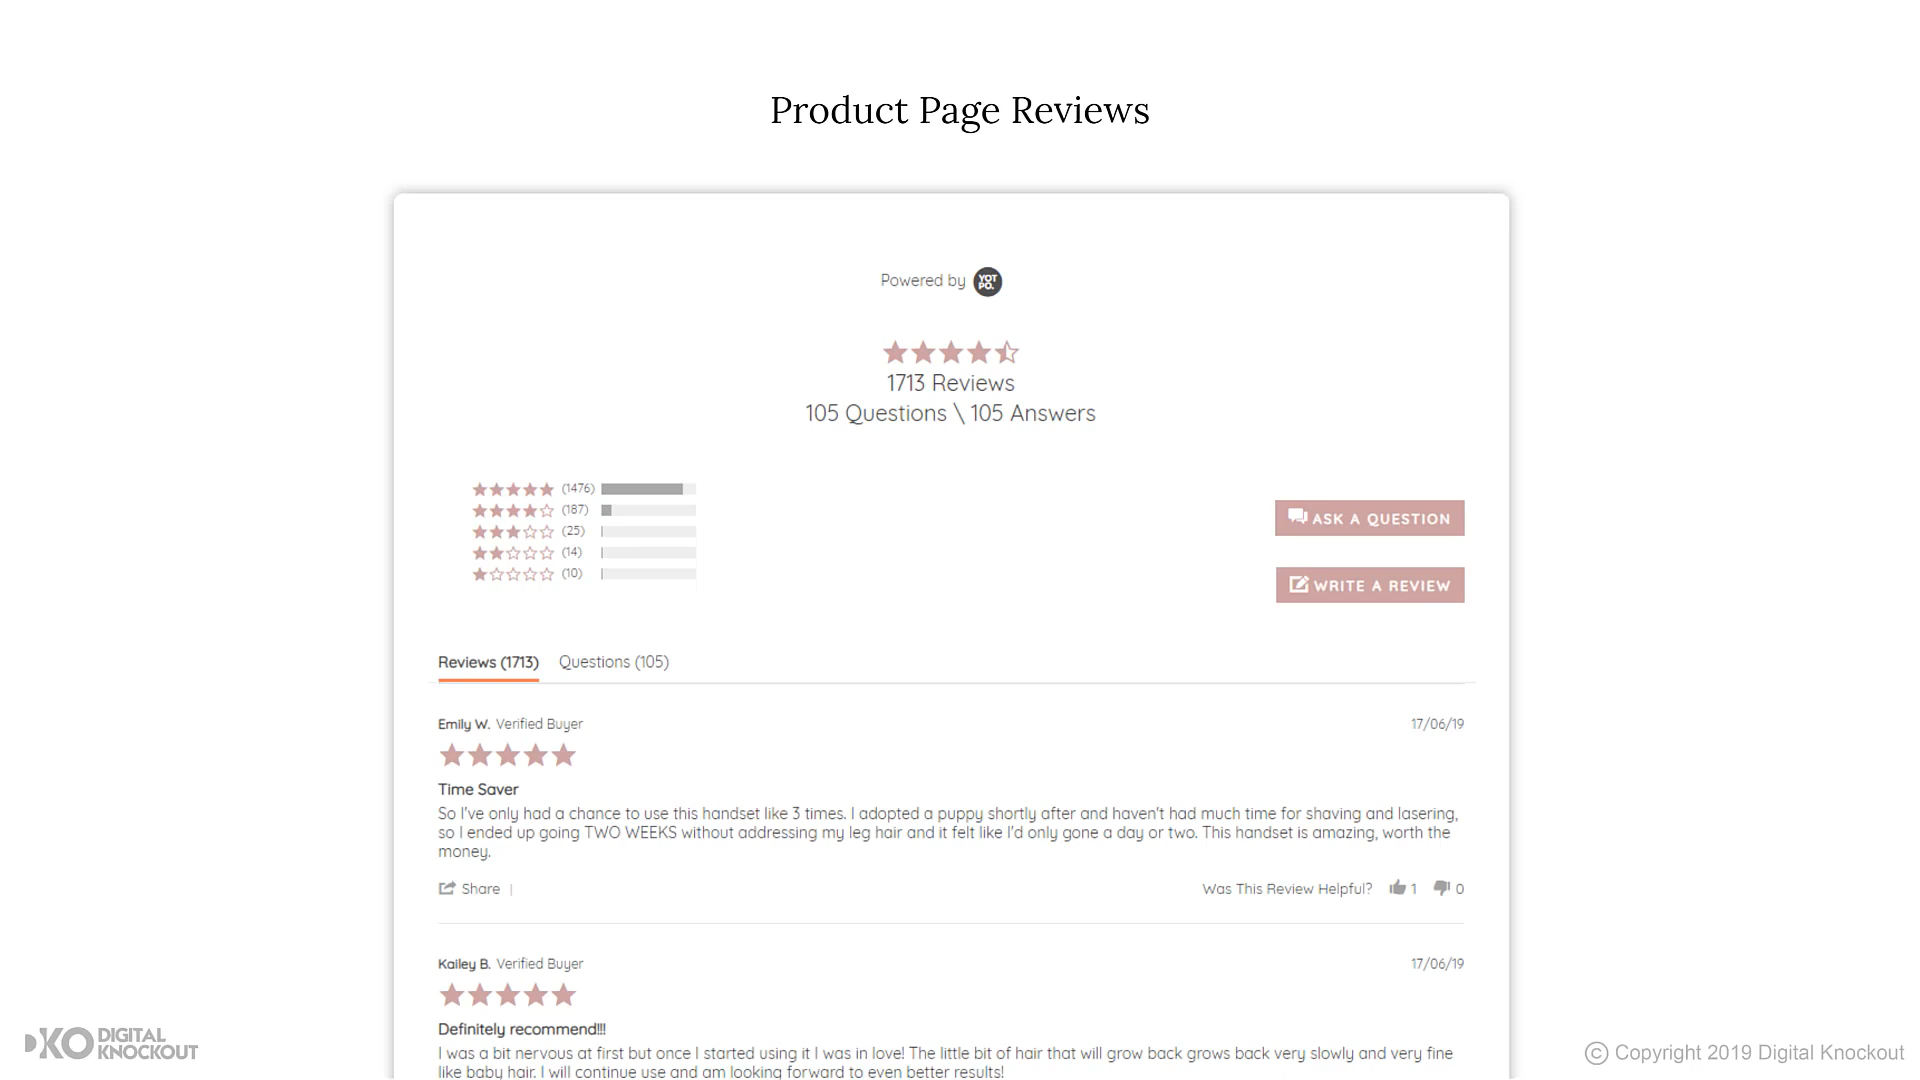 Product Page Reviews
Powered by YOTPO.
1713 Reviews
105 Questions \ 105 Answers
(1476)
(187)
(25)
(14)
(10)
ASK A QUESTION
WRITE A REVIEW
Reviews (1713) Questions (105)
Emily W. Verified Buyer 17/06/19
Time Saver
So I've only had a chance to use this handset like 3 times. I adopted a puppy shortly after and haven't had much time for shaving and lasering,
so I ended up going TWO WEEKS without addressing my leg hair and it felt like I'd only gone a day or two. This handset is amazing, worth the
money.
Share | Was This Review Helpful? 1 0
Kailey B. Verified Buyer 17/06/19
Definitely recommend!!!
I was a bit nervous at first but once I started using it I was in love! The little bit of hair that will grow back grows back very slowly and very fine
like baby hair. I will continue use and am looking forward to even better results!
DKO DIGITAL KNOCKOUT
© Copyright 2019 Digital Knockout